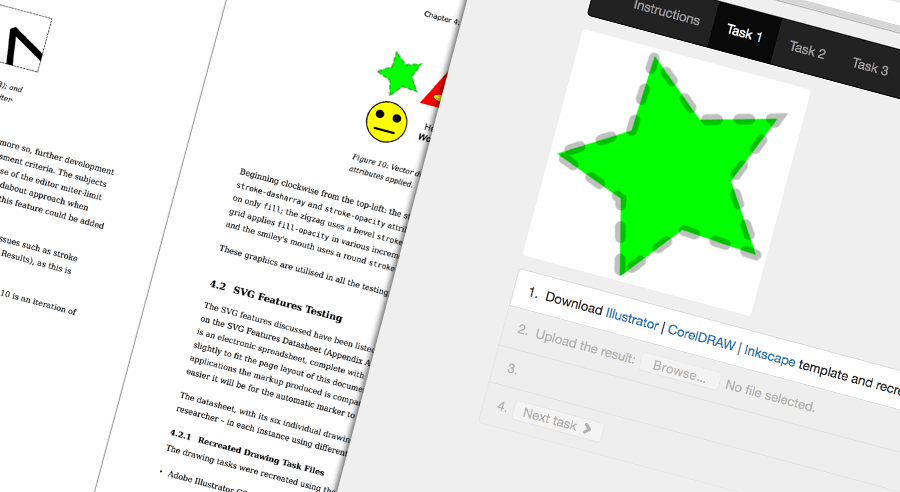 ); and
iter.
more so, further development
sment criteria. The subjects
se of the editor miter-limit
dabout approach when
this feature could be added
ssues such as stroke
Results), as this is
10 is an iteration of
Chapter 4.
He
Wo
Figure 10: Vector d
attributes applied.
Beginning clockwise from the top-left: the s
stroke-dasharray and stroke-opacity attri
on only fill; the zigzag uses a bevel stroke
grid applies fill-opacity in various increm
and the smiley's mouth uses a round stroke
These graphics are utilised in all the testing
4.2 SVG Features Testing
The SVG features discussed have been listed
on the SVG Features Datasheet (Appendix A
is an electronic spreadsheet, complete with
slightly to fit the page layout of this docume
applications the markup produced is compa
easier it will be for the automatic marker to
The datasheet, with its six individual drawin
researcher – in each instance using different
4.2.1 Recreated Drawing Task Files
The drawing tasks were recreated using the
• Adobe Illustrator CS
Instructions
Task 1
Task 2
Task 3
1. Download Illustrator | CorelDRAW | Inkscape template and recre
2. Upload the result: Browse... No file selected.
3.
4. Next task